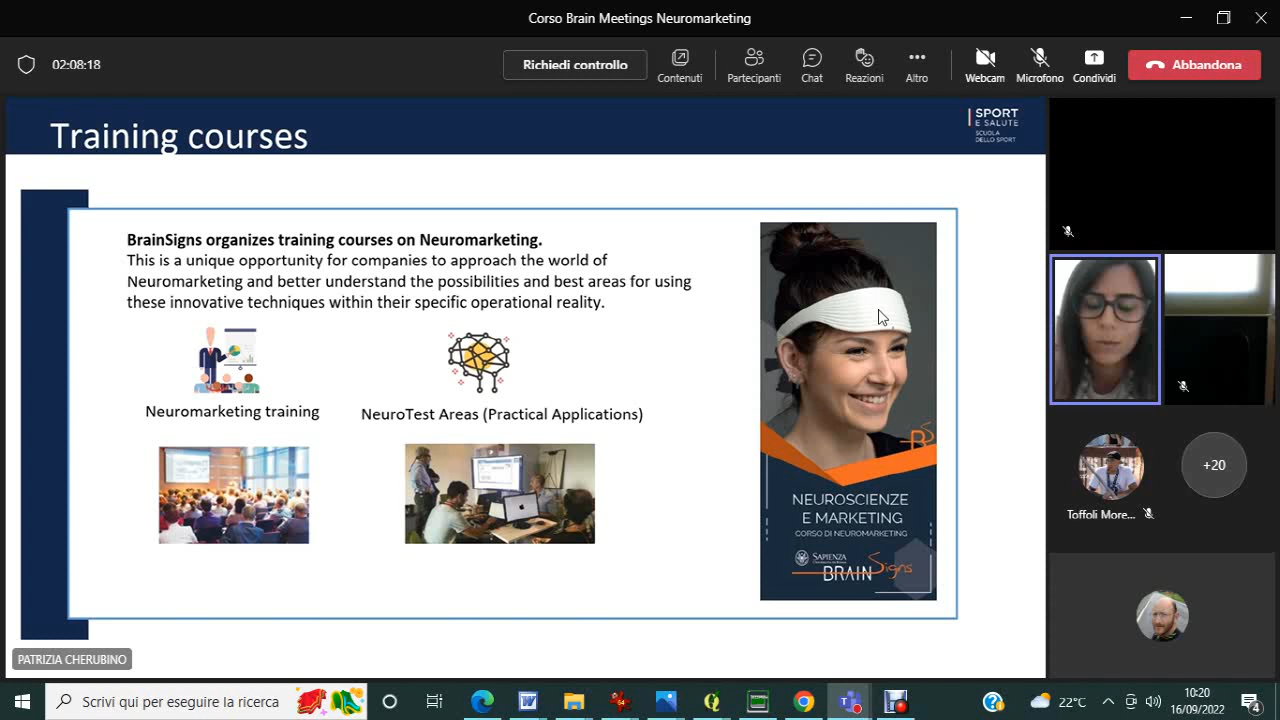 Corso Brain Meetings Neuromarketing
02:08:18
Richiedi controllo
Contenuti
Partecipanti
Chat
Reazioni
Altro
Webcam
Microfono
Condividi
Abbandona
Training courses
SPORT
E SALUTE
SCUOLA
DELLO SPORT
BrainSigns organizes training courses on Neuromarketing.
This is a unique opportunity for companies to approach the world of
Neuromarketing and better understand the possibilities and best areas for using
these innovative techniques within their specific operational reality.
Neuromarketing training
NeuroTest Areas (Practical Applications)
BS
NEUROSCIENZE
E MARKETING
CORSO DI NEUROMARKETING
SAPIENZA
BRAIN Signs
+20
Toffoli More...
PATRIZIA CHERUBINO
Scrivi qui per eseguire la ricerca
22°C
10:20
16/09/2022
4